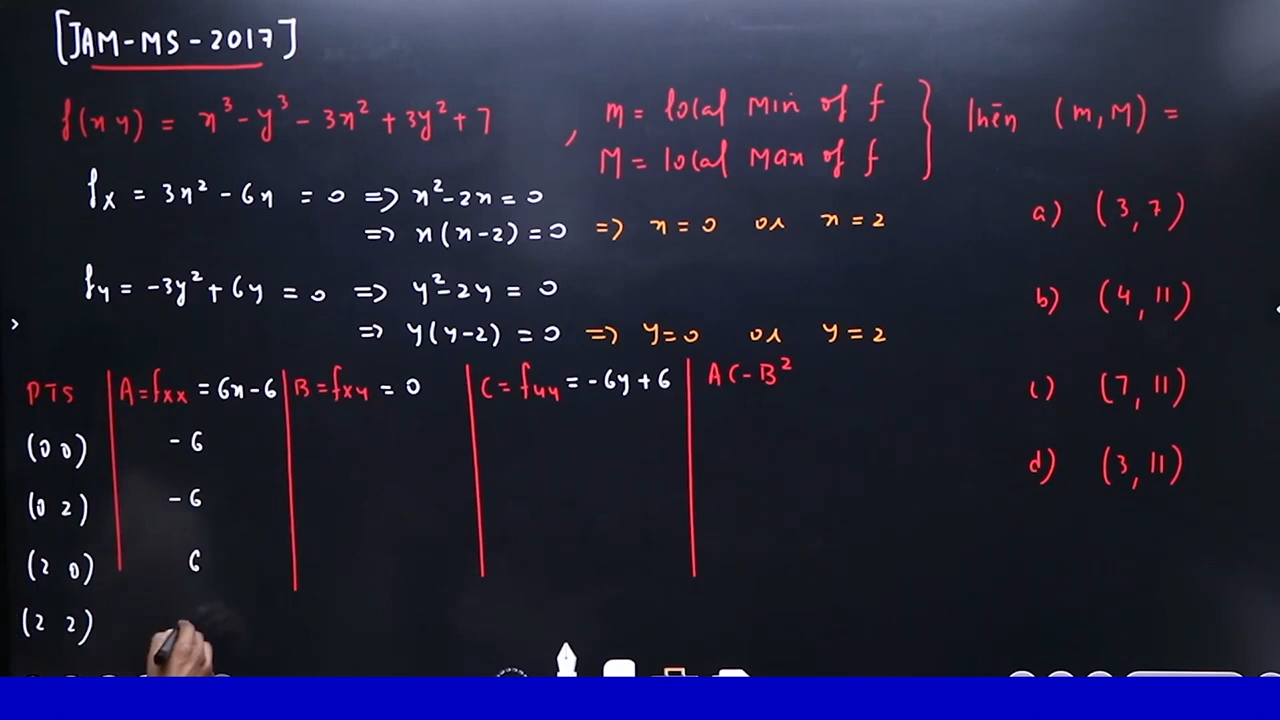 [JAM-MS-2017]
f(x y) = x³ - y³ - 3x² + 3y² + 7 , m = local Min of f
M = local Max of f
Then (m, M) =
fx = 3x² - 6x = 0 => x² - 2x = 0
=> x(x-2) = 0 => x = 0 or x = 2
fy = -3y² + 6y = 0 => y² - 2y = 0
=> y(y-2) = 0 => y = 0 or y = 2
a) (3, 7)
b) (4, 11)
c) (7, 11)
d) (3, 11)
PTS A = fxx = 6x - 6 B = fxy = 0 C = fyy = -6y + 6 AC - B²
(0 0) -6
(0 2) -6
(2 0) 6
(2 2)